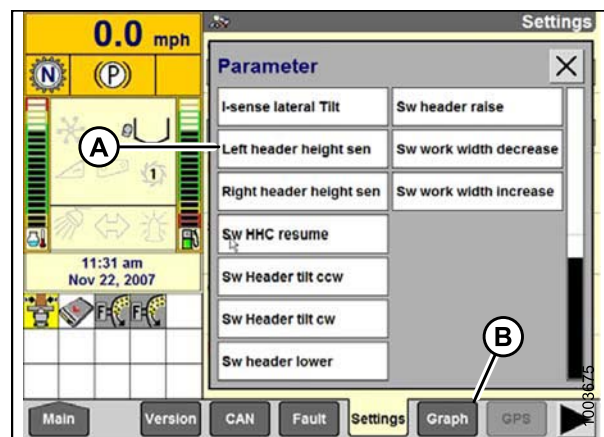 0.0 mph
Settings
N
(P)
Parameter
X
I-sense lateral Tilt
Sw header raise
A
Left header height sen
Sw work width decrease
1
Right header height sen
Sw work width increase
Sw HHC resume
11:31 am
Nov 22, 2007
Sw Header tilt ccw
F=
F=
Sw Header tilt cw
B
Sw header lower
Main
Version
CAN
Fault
Settings
Graph
GPS
1003675